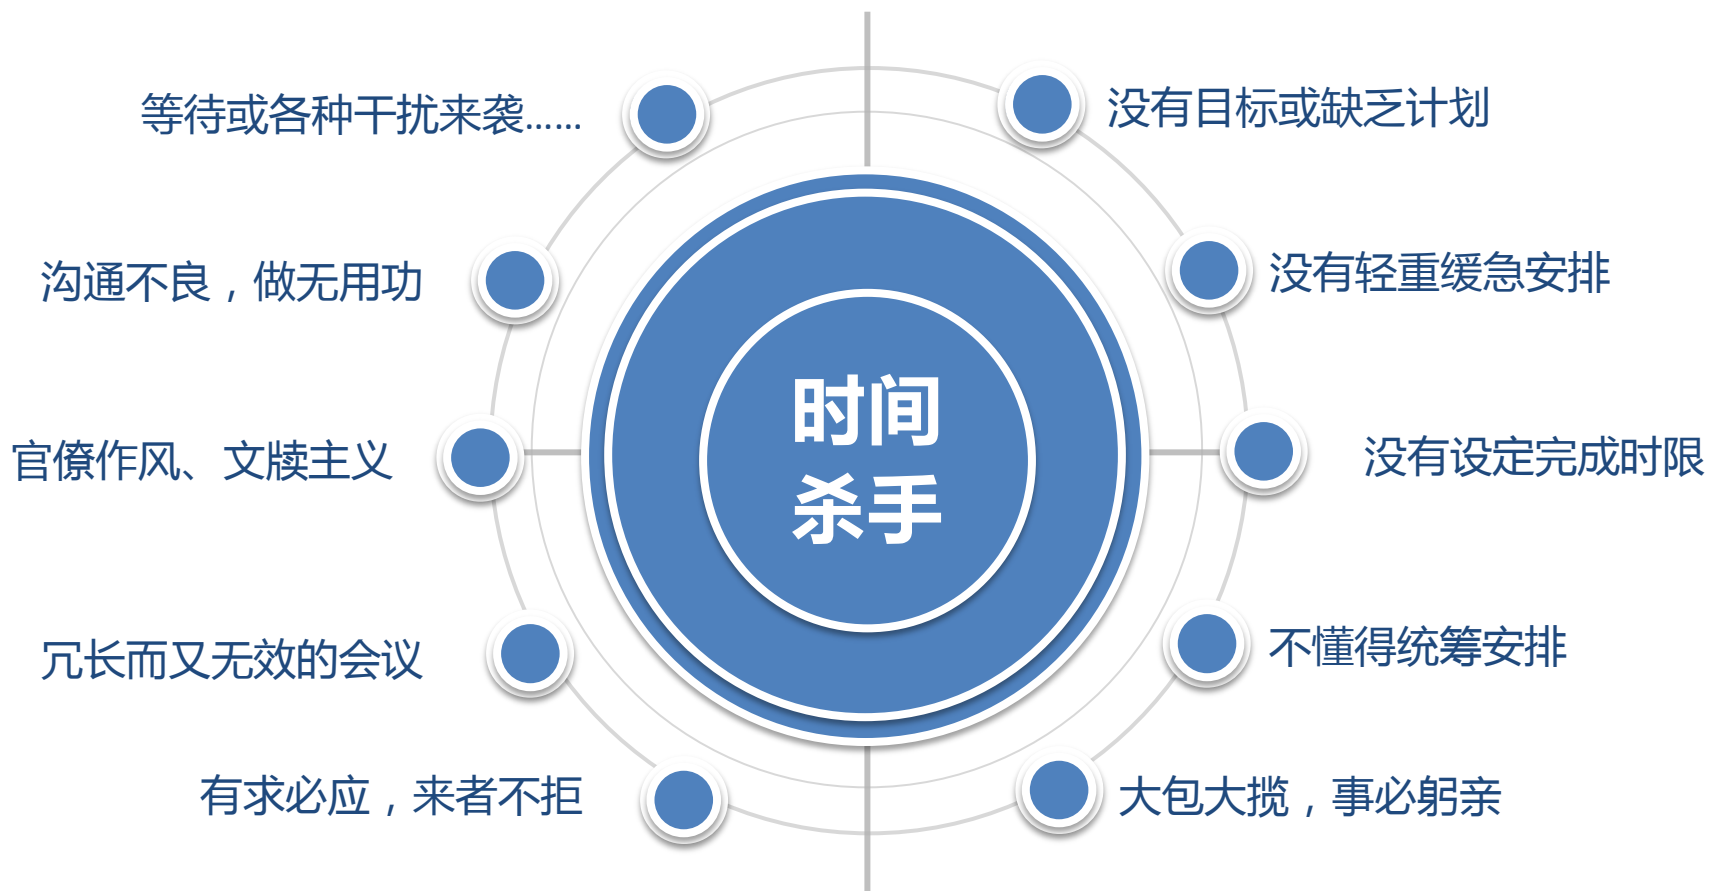 等待或各种干扰来袭……
没有目标或缺乏计划
沟通不良，做无用功
没有轻重缓急安排
时间
杀手
官僚作风、文牍主义
没有设定完成时限
冗长而又无效的会议
不懂得统筹安排
有求必应，来者不拒
大包大揽，事必躬亲